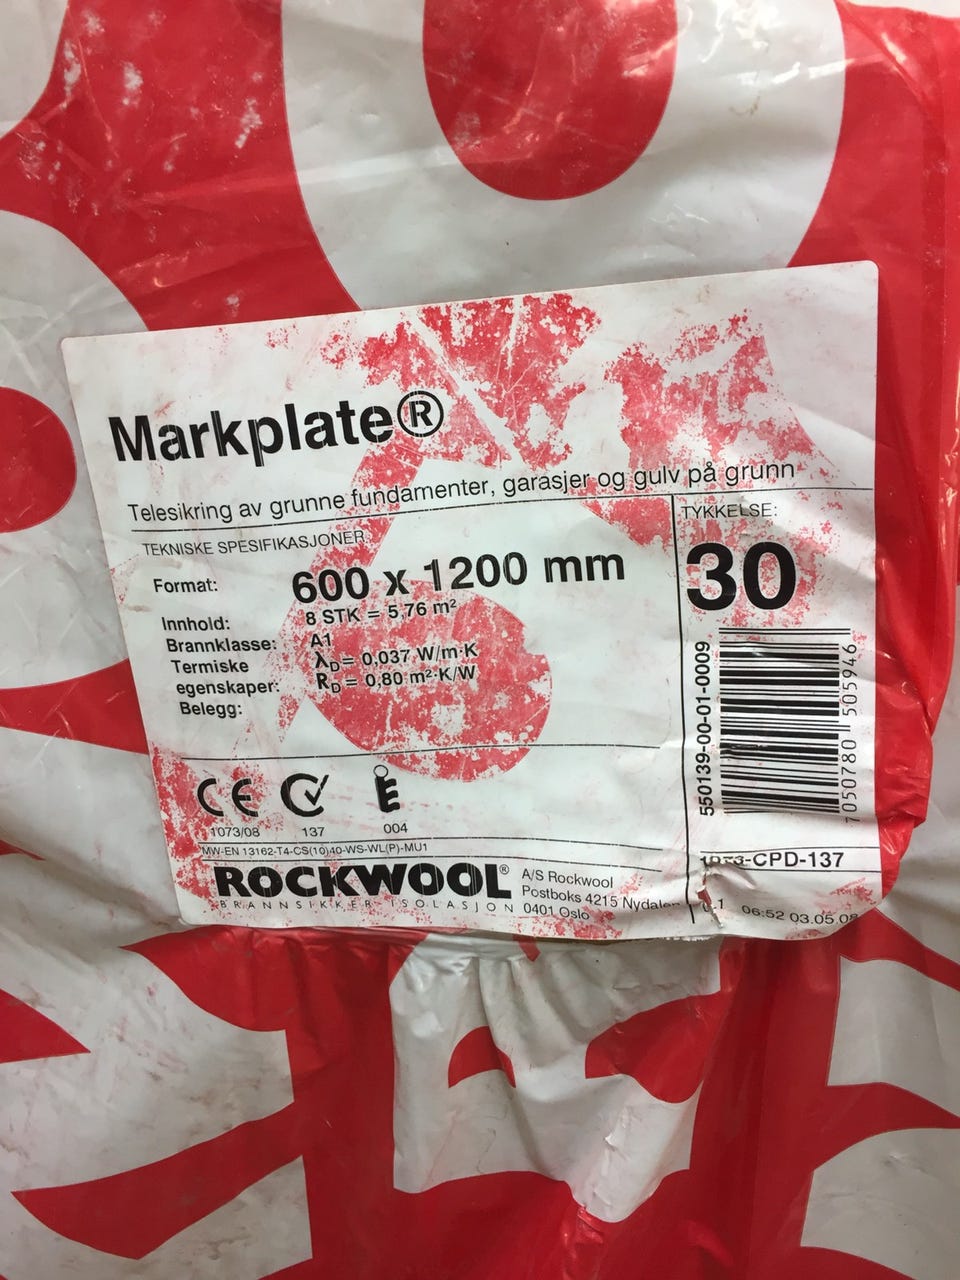 Markplate®
Telesikring av grunne fundamenter, garasjer og gulv på grunn
TEKNISKE SPESIFIKASJONER:
Format: 600 x 1200 mm
Innhold: 8 STK = 5,76 m²
Brannklasse: A1
Termiske λD= 0,037 W/m·K
egenskaper: RD= 0,80 m²·K/W
Belegg:
TYKKELSE:
30
550139-00-01-0009
7050780 505946
CE
1073/08 137 004
MW-EN 13162-T4-CS(10)40-WS-WL(P)-MU1
ROCKWOOL®
BRANNSIKKER ISOLASJON
A/S Rockwool
Postboks 4215 Nydalen
0401 Oslo
1073-CPD-137
06:52 03.05.08